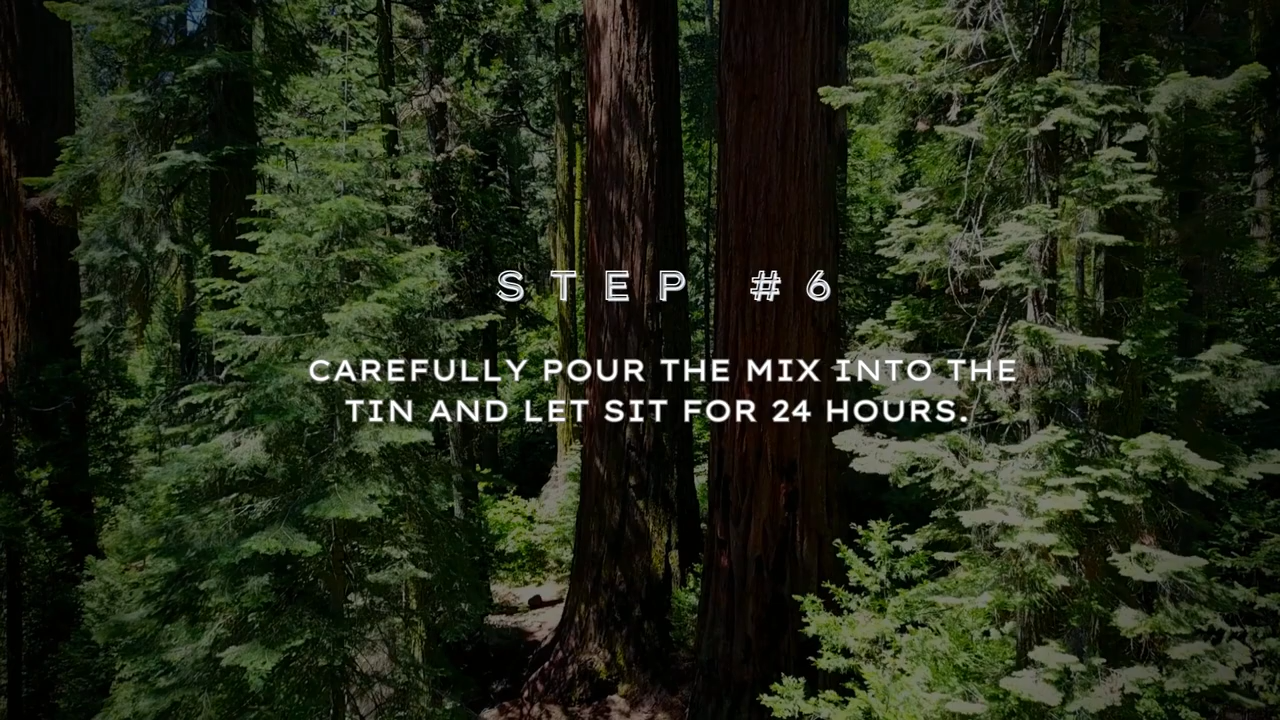 STEP #6
CAREFULLY POUR THE MIX INTO THE
TIN AND LET SIT FOR 24 HOURS.